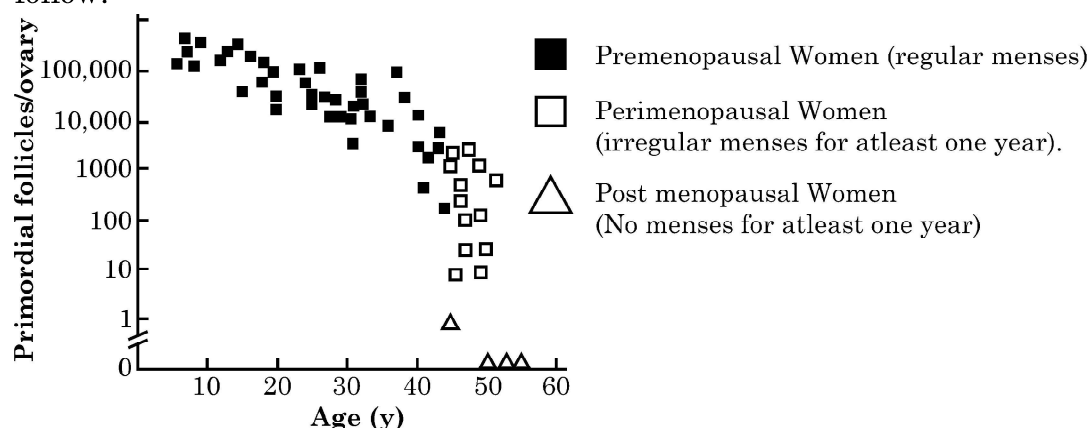 follow:
Primordial follicles/ovary
100,000
10,000
1000
100
10
1
0
10 20 30 40 50 60
Age (y)
Premenopausal Women (regular menses)
Perimenopausal Women
(irregular menses for atleast one year).
Post menopausal Women
(No menses for atleast one year)